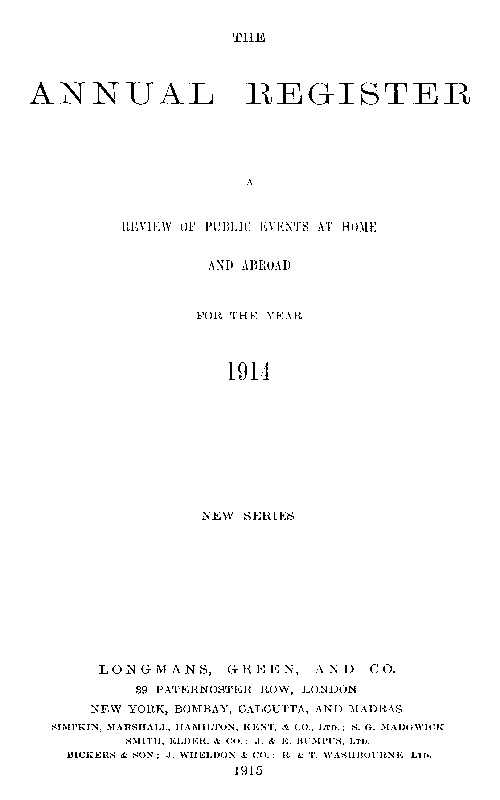 THE
ANNUAL REGISTER
A
REVIEW OF PUBLIC EVENTS AT HOME
AND ABROAD
FOR THE YEAR
1914
NEW SERIES
LONGMANS, GREEN, AND CO.
39 PATERNOSTER ROW, LONDON
NEW YORK, BOMBAY, CALCUTTA, AND MADRAS
SIMPKIN, MARSHALL, HAMILTON, KENT, & CO., LTD.; S. G. MADGWICK
SMITH, ELDER, & CO.; J. & E. BUMPUS, LTD.
BICKERS & SON; J. WHELDON & CO.; R. & T. WASHBOURNE, LTD.
1915